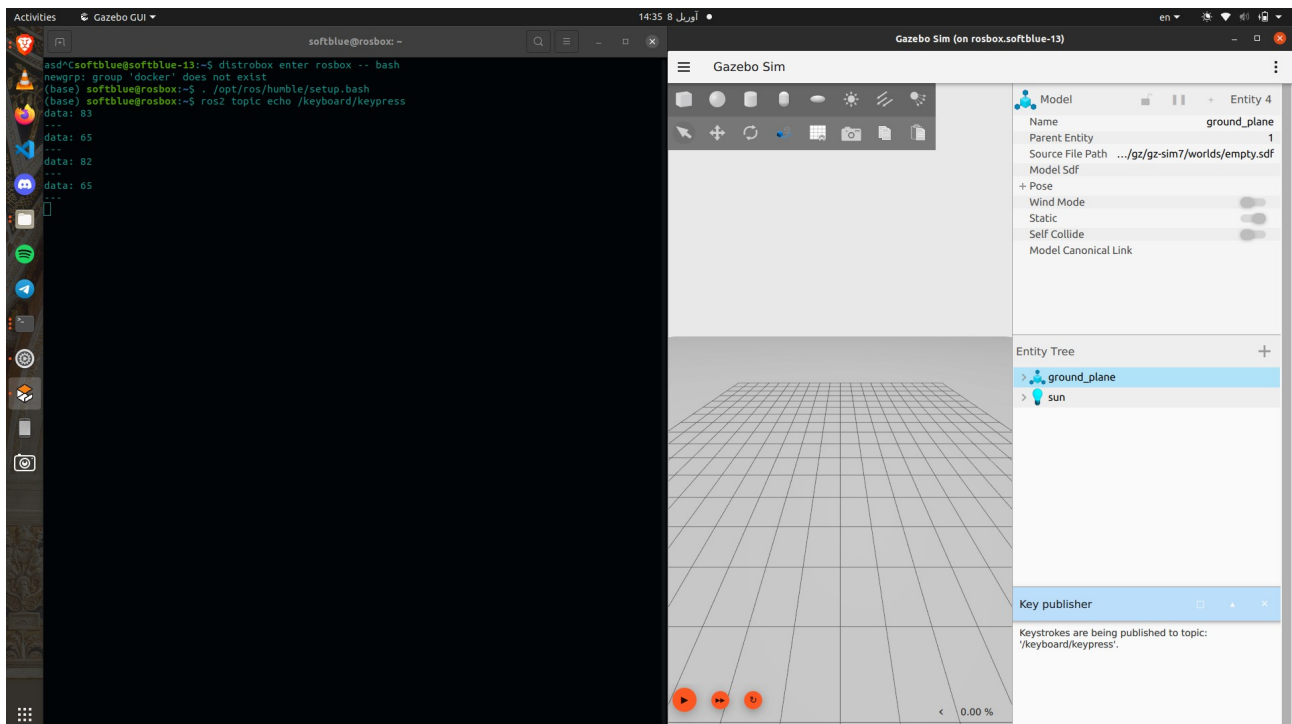 Activities
Gazebo GUI
14:35 آوریل 8
en
softblue@rosbox: ~
asd^Csoftblue@softblue-13:~$ distrobox enter rosbox -- bash
newgrp: group 'docker' does not exist
(base) softblue@rosbox:~$ . /opt/ros/humble/setup.bash
(base) softblue@rosbox:~$ ros2 topic echo /keyboard/keypress
data: 83
---
data: 65
---
data: 82
---
data: 65
---
Gazebo Sim (on rosbox.softblue-13)
Gazebo Sim
Model
Entity 4
Name ground_plane
Parent Entity 1
Source File Path .../gz/gz-sim7/worlds/empty.sdf
Model Sdf
+ Pose
Wind Mode
Static
Self Collide
Model Canonical Link
Entity Tree
ground_plane
sun
Key publisher
Keystrokes are being published to topic:
'/keyboard/keypress'.
0.00 %